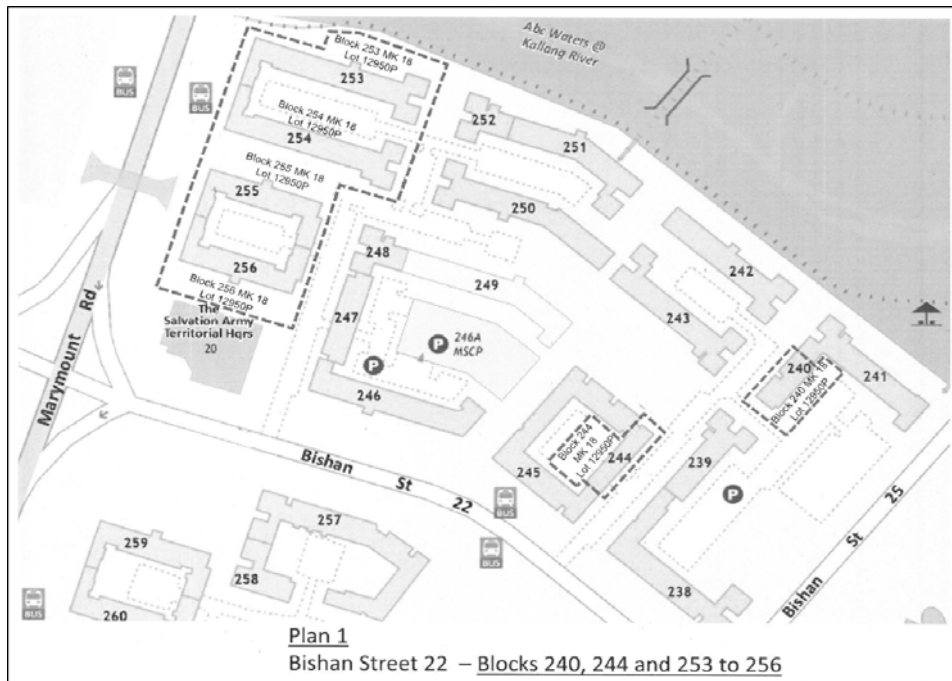 Abc Waters @
Kallang River
BUS
BUS
Block 253 MK 18
Lot 12950P
253
Block 254 MK 18
Lot 12950P
254
Block 255 MK 18
Lot 12950P
255
256
Block 256 MK 18
Lot 12950P
The
Salvation Army
Territorial Hqrs
20
Marymount Rd
252
251
250
248
249
247
246A
MSCP
P
P
246
242
243
240
Block 240 MK 18
Lot 12950P
241
Block 244
MK 18
Lot 12950P
244
245
239
P
238
Bishan St 22
BUS
BUS
Bishan St 25
257
258
259
260
BUS
Plan 1
Bishan Street 22 – Blocks 240, 244 and 253 to 256